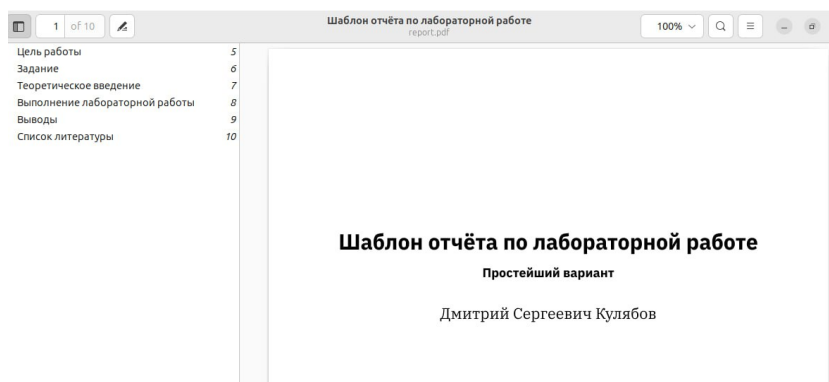 1 of 10
Шаблон отчёта по лабораторной работе
report.pdf
100%
Цель работы 5
Задание 6
Теоретическое введение 7
Выполнение лабораторной работы 8
Выводы 9
Список литературы 10
Шаблон отчёта по лабораторной работе
Простейший вариант
Дмитрий Сергеевич Кулябов